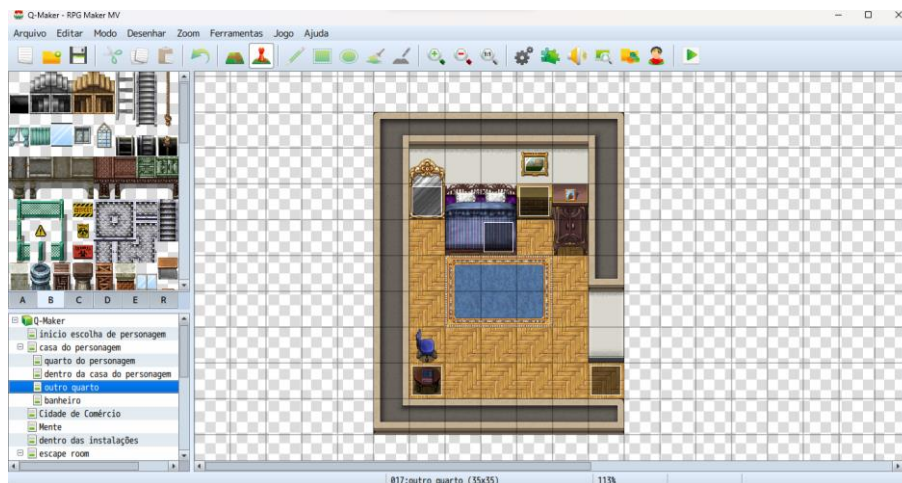 Q-Maker - RPG Maker MV
Arquivo Editar Modo Desenhar Zoom Ferramentas Jogo Ajuda
A B C D E R
Q-Maker
inicio escolha de personagem
casa do personagem
quarto do personagem
dentro da casa do personagem
outro quarto
banheiro
Cidade de Comércio
Mente
dentro das instalações
escape room
017:outro quarto (35x35) 113%